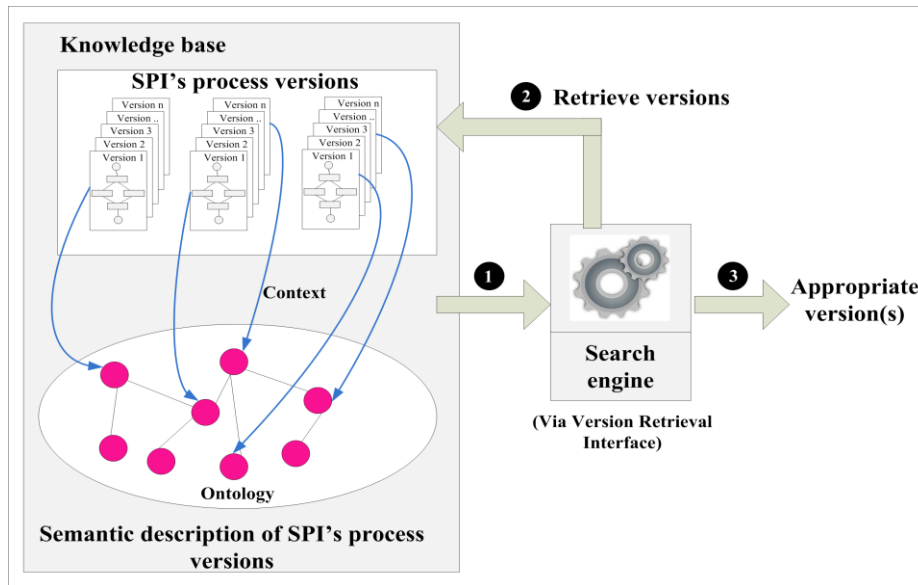 Knowledge base
SPI's process versions
Version n
Version ..
Version 3
Version 2
Version 1
Version n
Version ..
Version 3
Version 2
Version 1
Version n
Version ..
Version 3
Version 2
Version 1
Context
Ontology
Semantic description of SPI's process
versions
2 Retrieve versions
1
3
Appropriate
version(s)
Search
engine
(Via Version Retrieval
Interface)